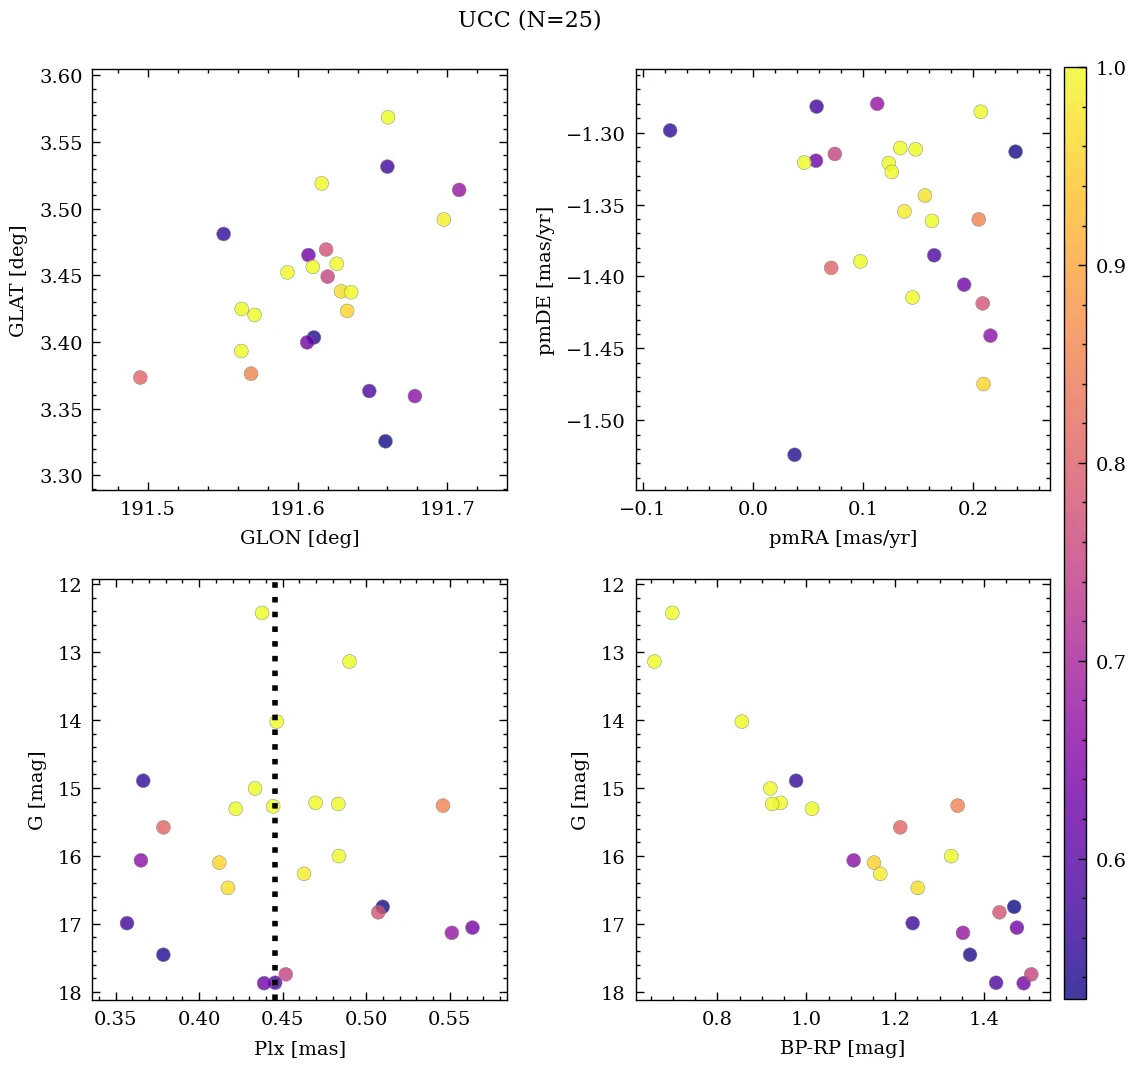 UCC (N=25)
3.60
3.55
3.50
3.45
3.40
3.35
3.30
GLAT [deg]
191.5 191.6 191.7
GLON [deg]
−1.30
−1.35
−1.40
−1.45
−1.50
pmDE [mas/yr]
−0.1 0.0 0.1 0.2
pmRA [mas/yr]
1.0
0.9
0.8
0.7
0.6
12
13
14
15
16
17
18
G [mag]
0.35 0.40 0.45 0.50 0.55
Plx [mas]
12
13
14
15
16
17
18
G [mag]
0.8 1.0 1.2 1.4
BP-RP [mag]